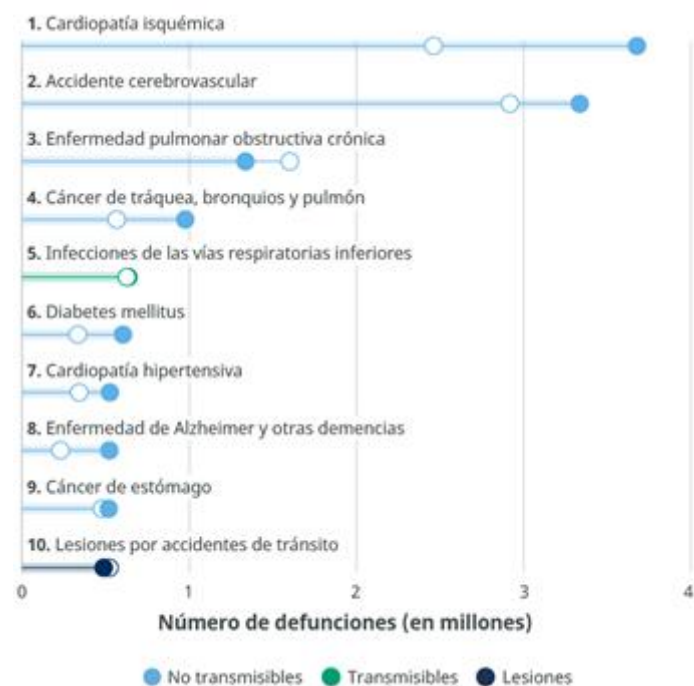 1. Cardiopatía isquémica
2. Accidente cerebrovascular
3. Enfermedad pulmonar obstructiva crónica
4. Cáncer de tráquea, bronquios y pulmón
5. Infecciones de las vías respiratorias inferiores
6. Diabetes mellitus
7. Cardiopatía hipertensiva
8. Enfermedad de Alzheimer y otras demencias
9. Cáncer de estómago
10. Lesiones por accidentes de tránsito
0 1 2 3 4
Número de defunciones (en millones)
No transmisibles Transmisibles Lesiones